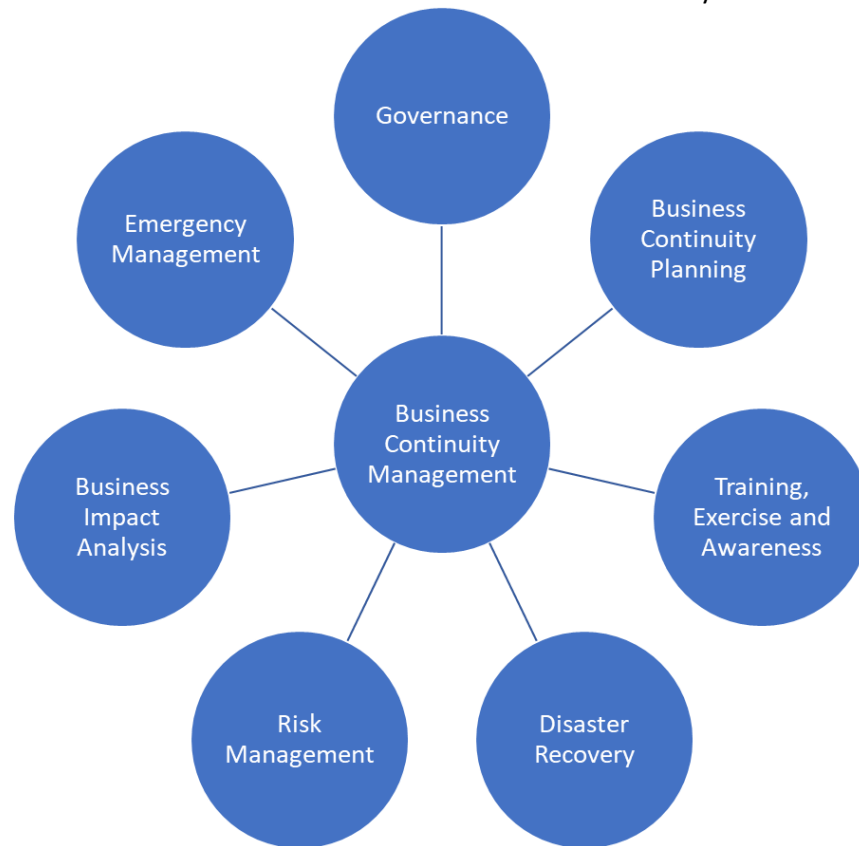 Governance
Business
Continuity
Planning
Training,
Exercise and
Awareness
Disaster
Recovery
Risk
Management
Business
Impact
Analysis
Emergency
Management
Business
Continuity
Management